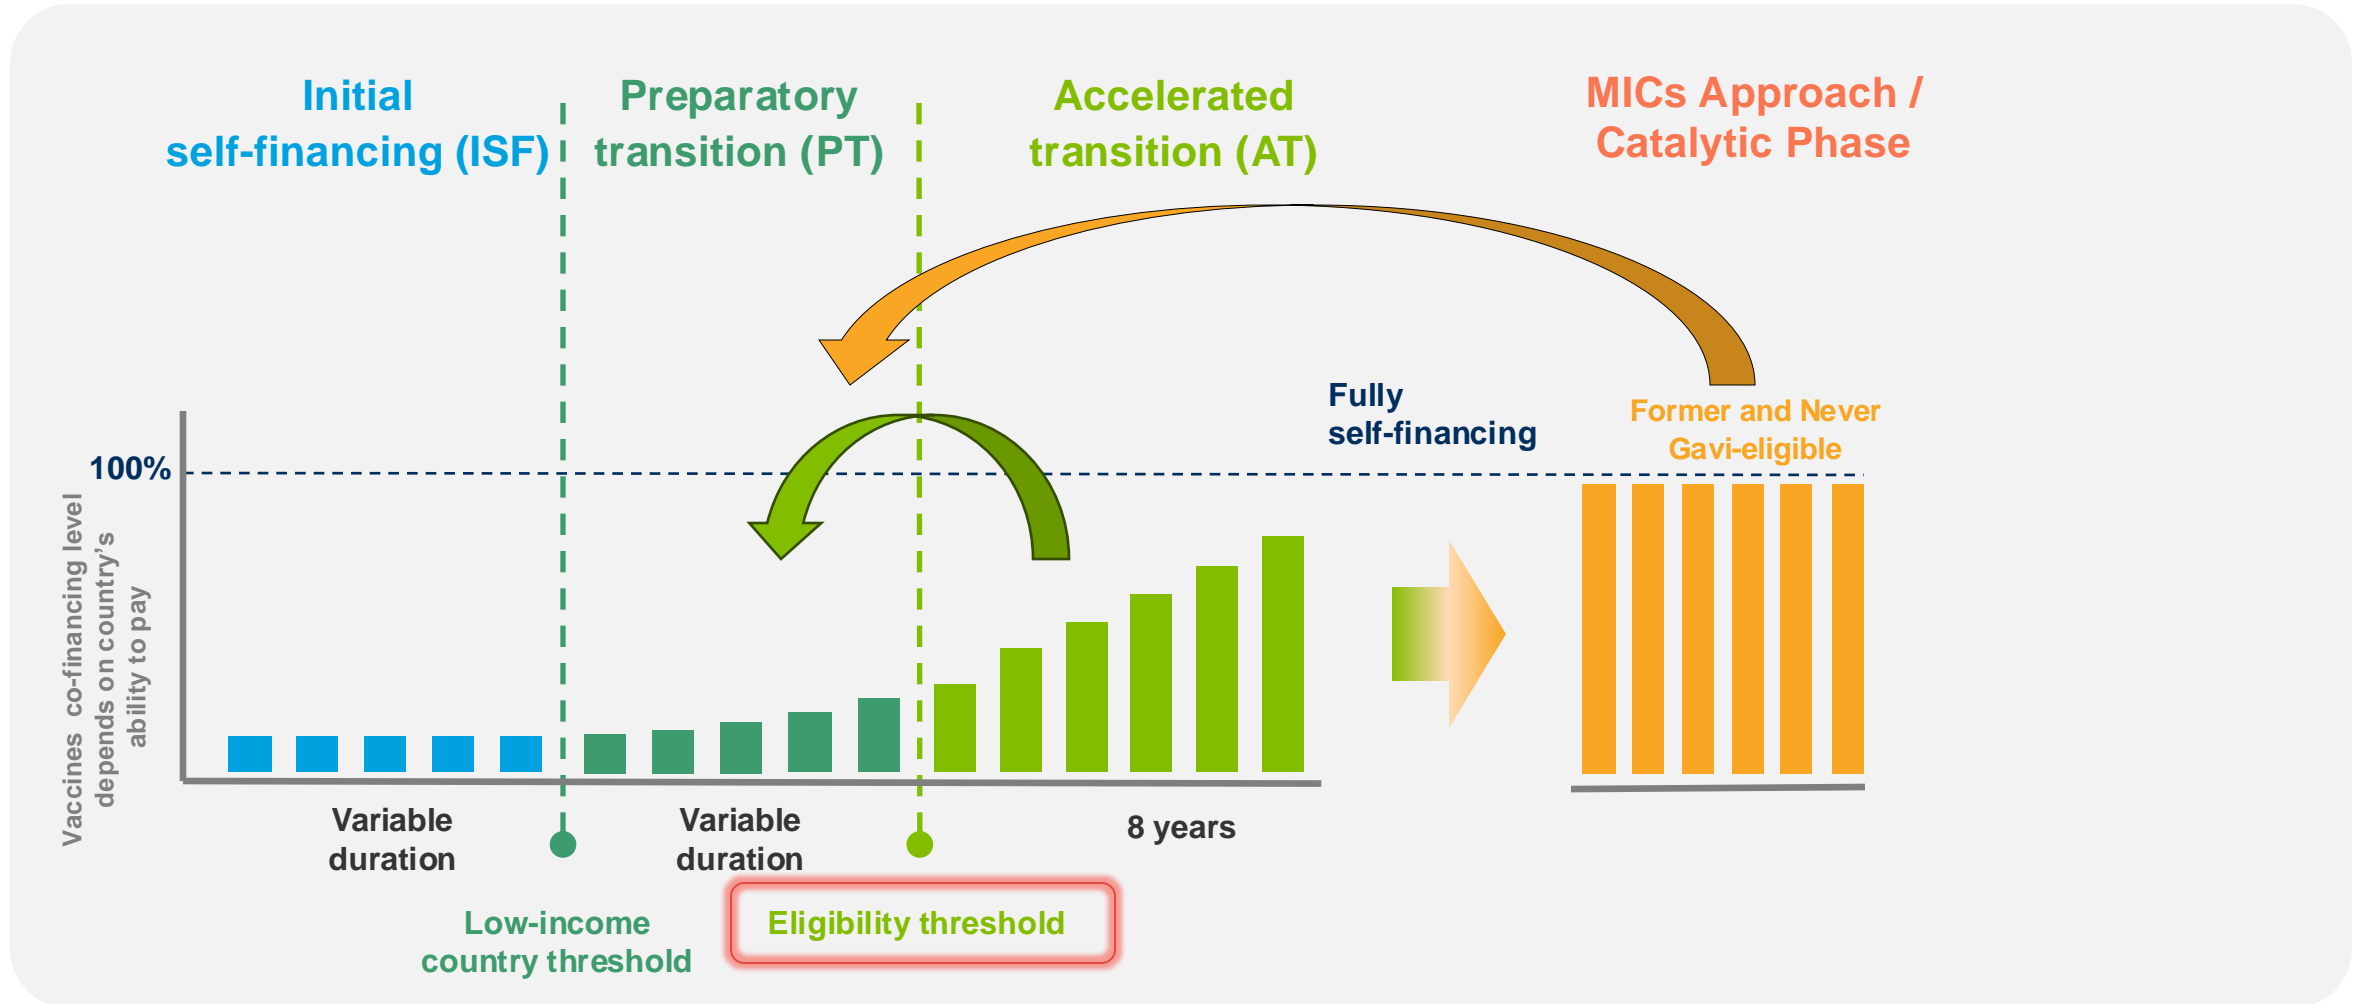 Initial
self-financing (ISF)
Preparatory
transition (PT)
Accelerated
transition (AT)
MICs Approach /
Catalytic Phase
Fully
self-financing
Former and Never
Gavi-eligible
100%
Vaccines co-financing level
depends on country's
ability to pay
Variable
duration
Variable
duration
8 years
Low-income
country threshold
Eligibility threshold